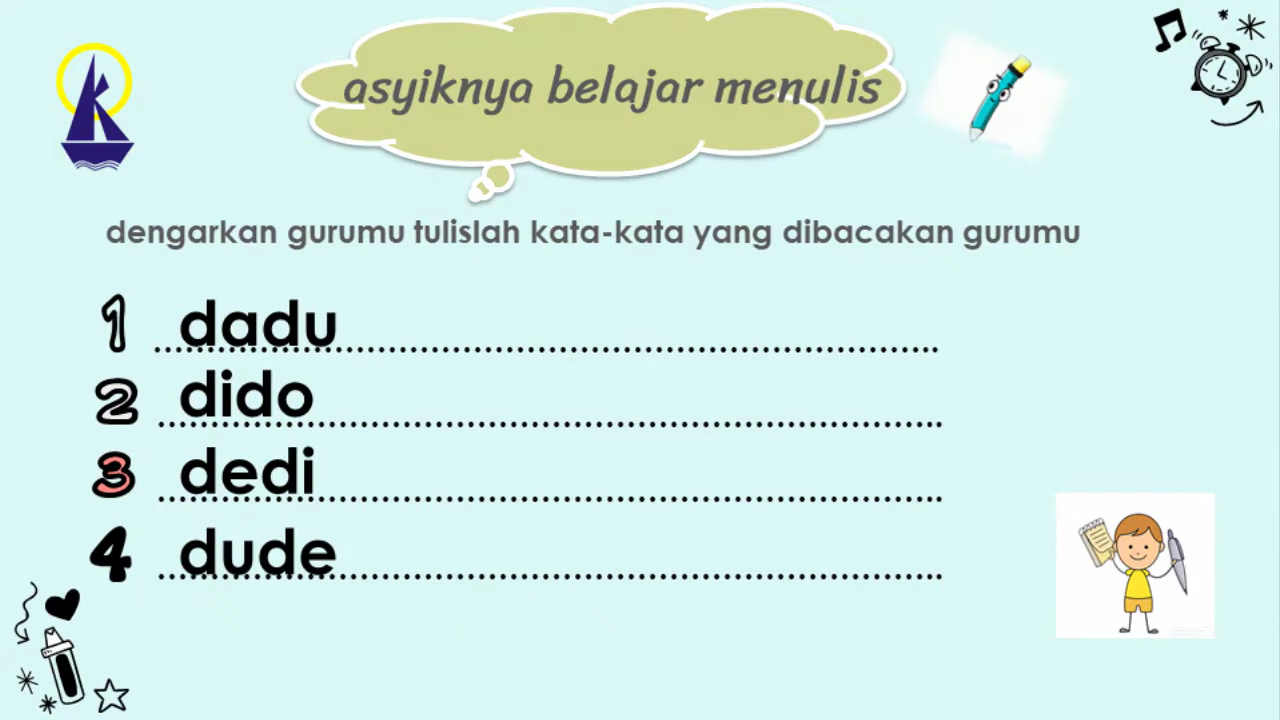 asyiknya belajar menulis
dengarkan gurumu tulislah kata-kata yang dibacakan gurumu
1 dadu
2 dido
3 dedi
4 dude